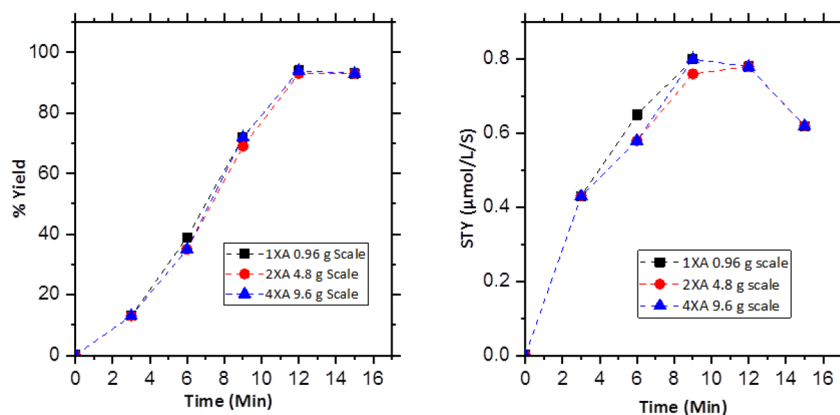 100
80
60
40
20
0
% Yield
1XA 0.96 g Scale
2XA 4.8 g Scale
4XA 9.6 g Scale
0 2 4 6 8 10 12 14 16
Time (Min)
0.8
0.6
0.4
0.2
0.0
STY (µmol/L/S)
1XA 0.96 g scale
2XA 4.8 g scale
4XA 9.6 g scale
0 2 4 6 8 10 12 14 16
Time (Min)